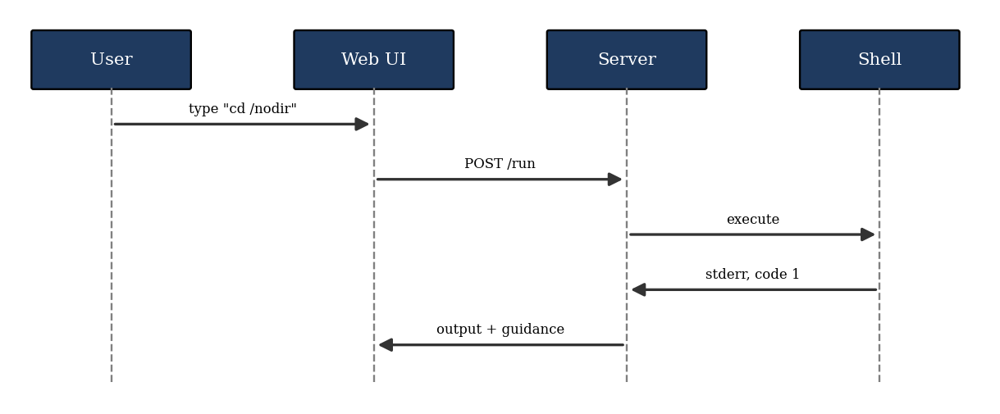 User
Web UI
Server
Shell
type "cd /nodir"
POST /run
execute
stderr, code 1
output + guidance